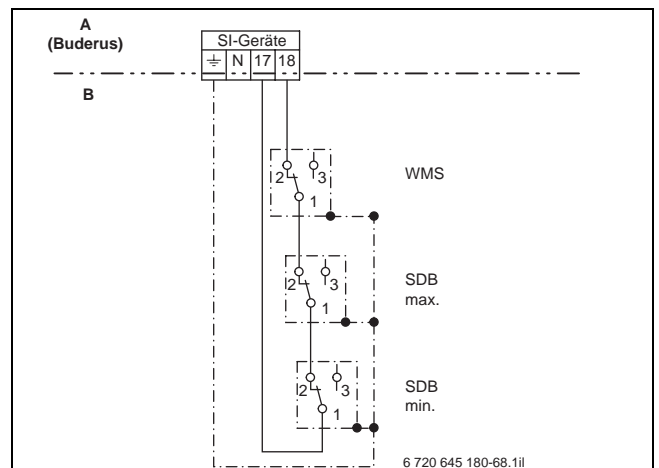 A
(Buderus)
SI-Geräte
N 17 18
B
2 3
1
WMS
2 3
1
SDB
max.
2 3
1
SDB
min.
6 720 645 180-68.1il